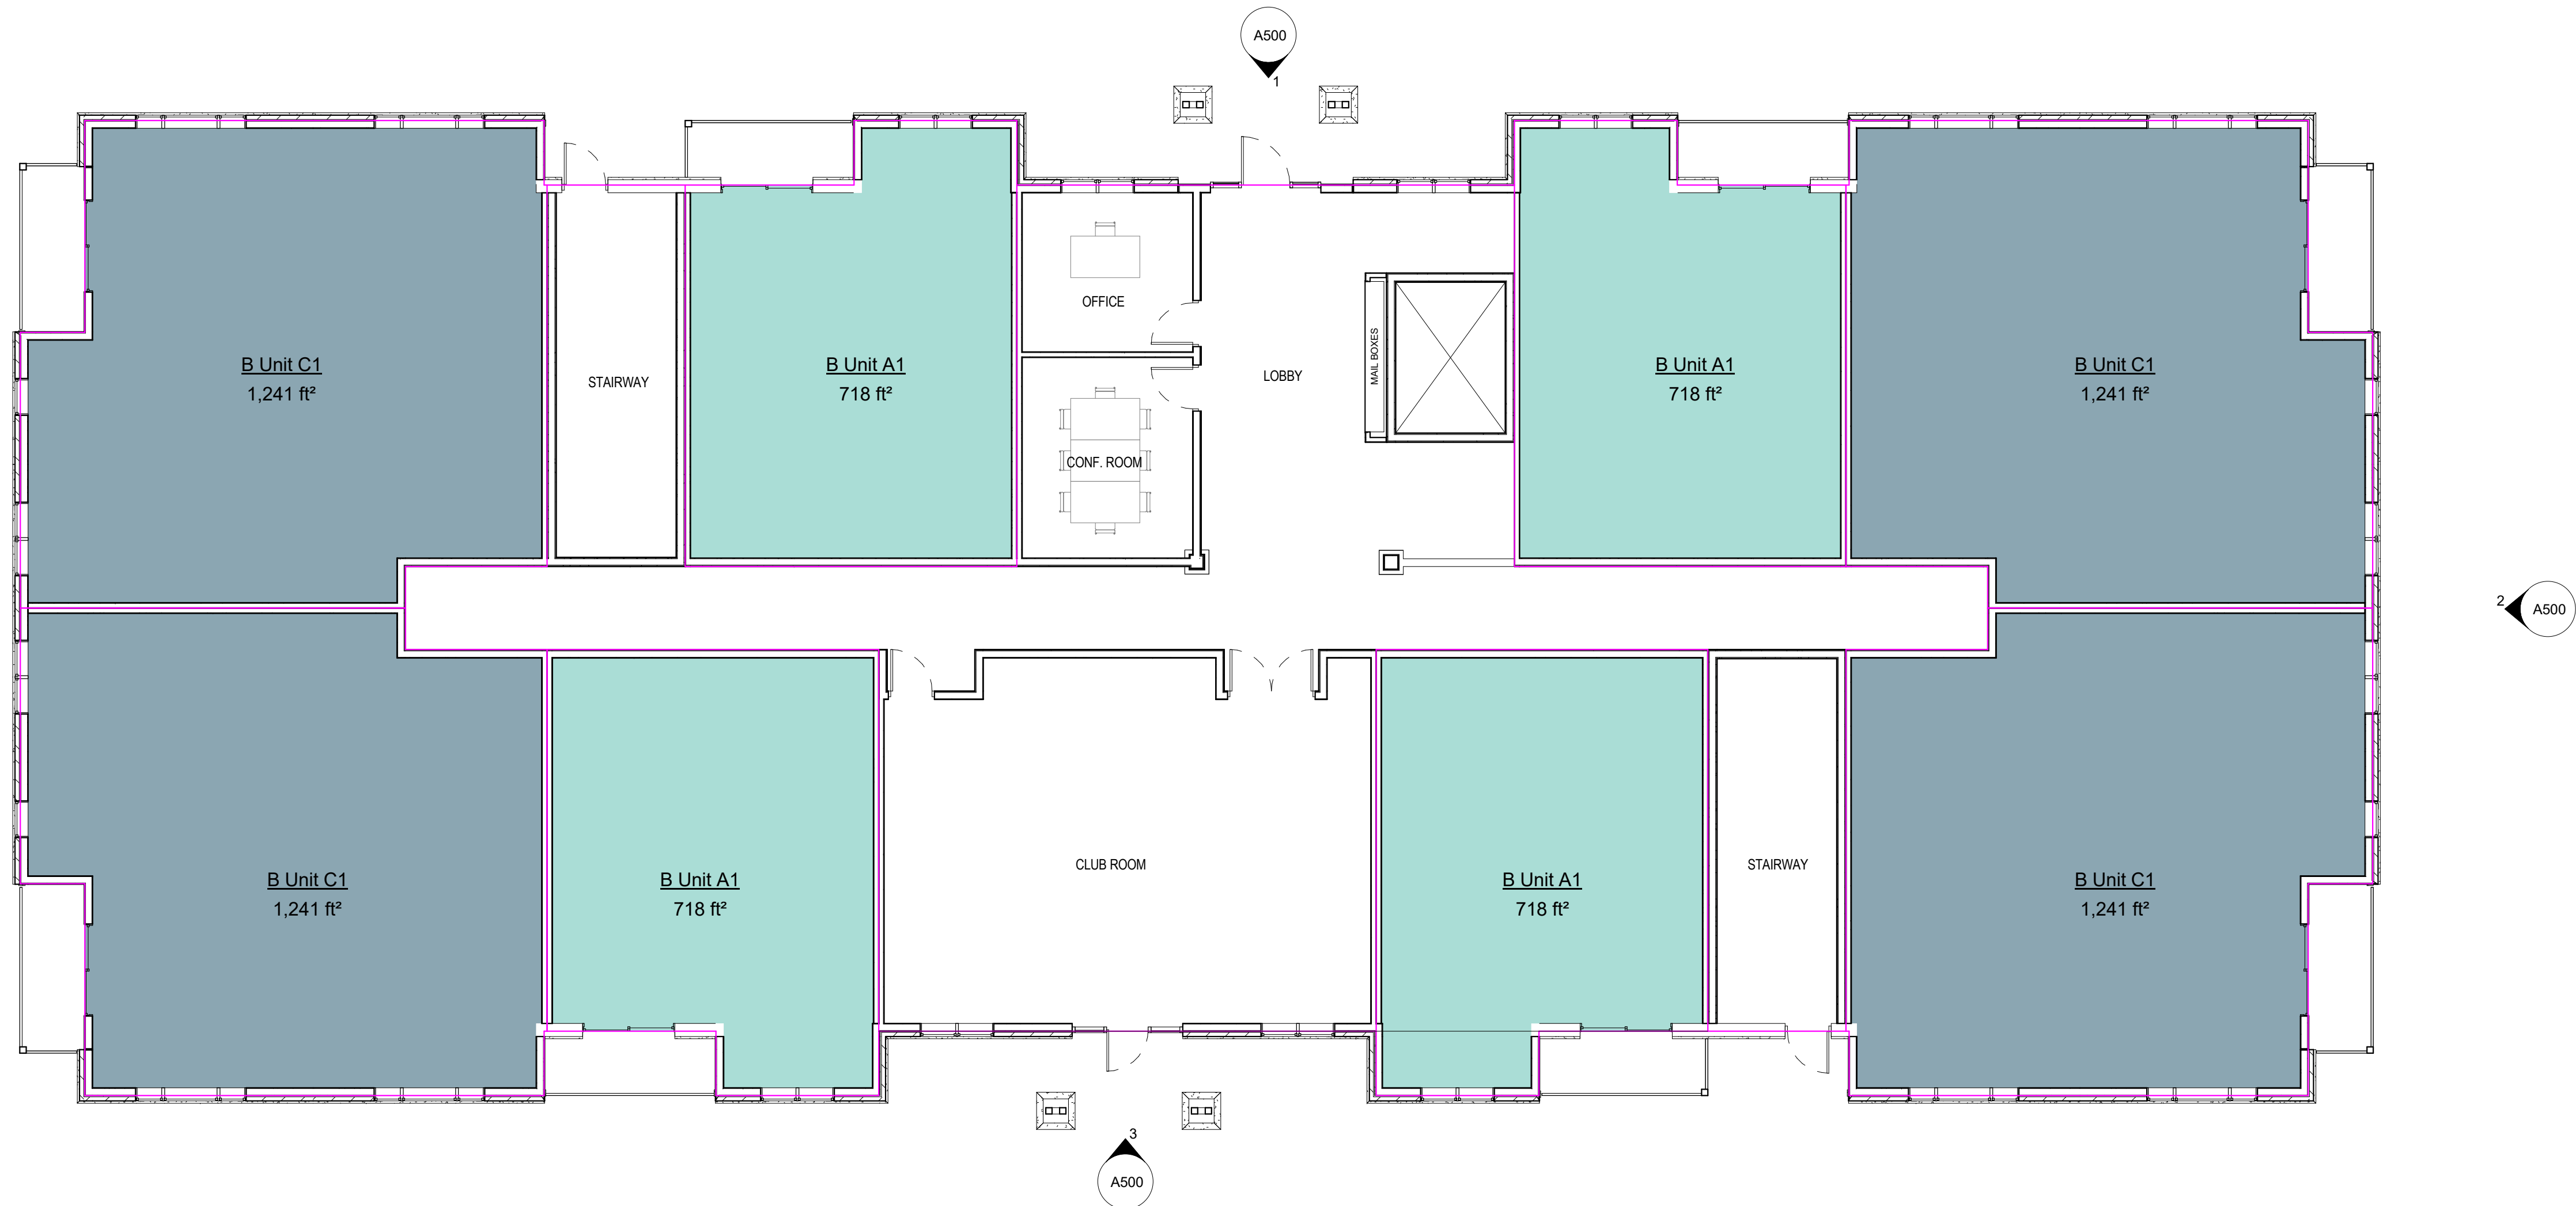 A500
1
B Unit C1
1,241 ft²
STAIRWAY
B Unit A1
718 ft²
OFFICE
CONF. ROOM
LOBBY
MAIL BOXES
B Unit A1
718 ft²
B Unit C1
1,241 ft²
2
A500
B Unit C1
1,241 ft²
B Unit A1
718 ft²
CLUB ROOM
B Unit A1
718 ft²
STAIRWAY
B Unit C1
1,241 ft²
3
A500